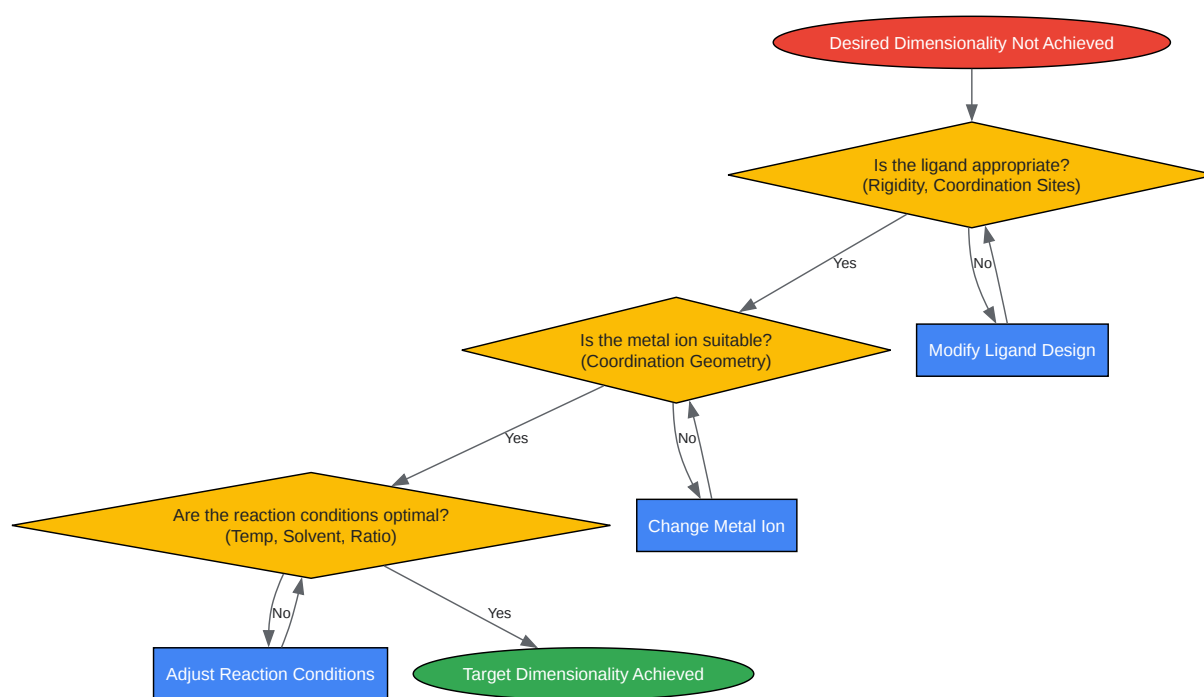 Desired Dimensionality Not Achieved
Is the ligand appropriate?
(Rigidity, Coordination Sites)
Yes
No
Is the metal ion suitable?
(Coordination Geometry)
Modify Ligand Design
Yes
No
Are the reaction conditions optimal?
(Temp, Solvent, Ratio)
Change Metal Ion
No
Yes
Adjust Reaction Conditions
Target Dimensionality Achieved